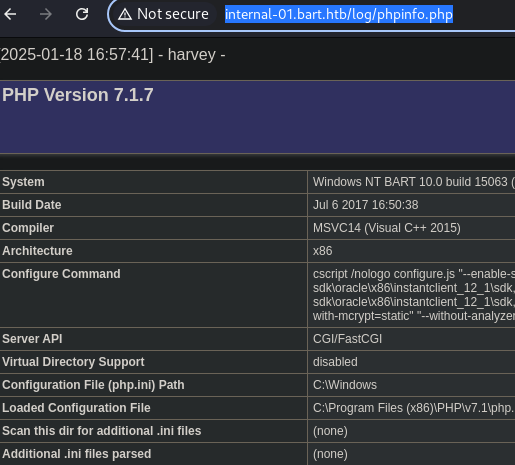 Not secure internal-01.bart.htb/log/phpinfo.php
[2025-01-18 16:57:41] - harvey -
PHP Version 7.1.7
System Windows NT BART 10.0 build 15063 (
Build Date Jul 6 2017 16:50:38
Compiler MSVC14 (Visual C++ 2015)
Architecture x86
Configure Command cscript /nologo configure.js "--enable-s
sdk\oracle\x86\instantclient_12_1\sdk,
sdk\oracle\x86\instantclient_12_1\sdk,
with-mcrypt=static" "--without-analyzer
Server API CGI/FastCGI
Virtual Directory Support disabled
Configuration File (php.ini) Path C:\Windows
Loaded Configuration File C:\Program Files (x86)\PHP\v7.1\php.
Scan this dir for additional .ini files (none)
Additional .ini files parsed (none)